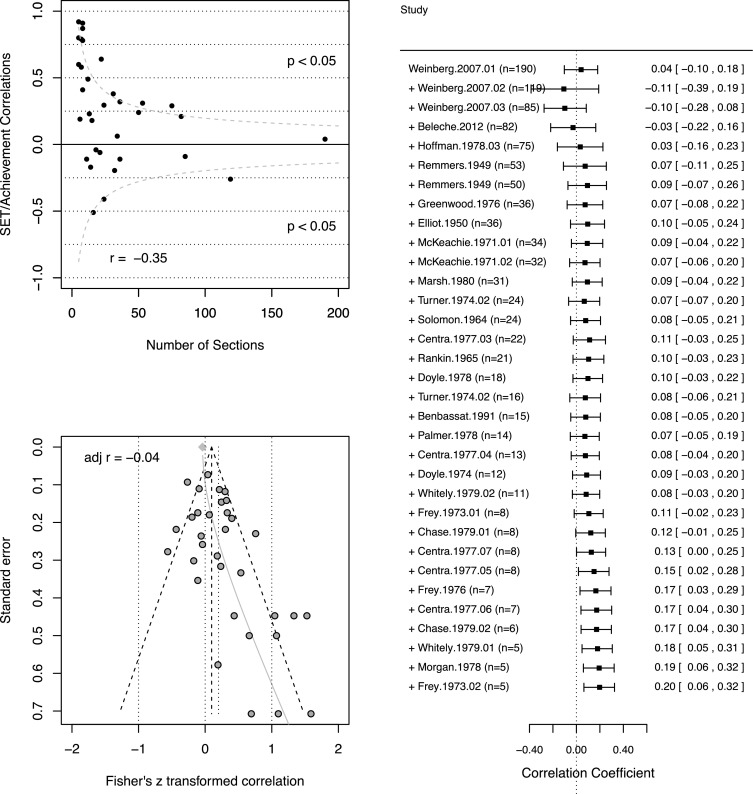 1.0
0.5
0.0
−0.5
−1.0
SET/Achievement Correlations
p < 0.05
p < 0.05
r = −0.35
0
50
100
150
200
Number of Sections
0.0
0.1
0.2
0.3
0.4
0.5
0.6
0.7
Standard error
adj r = −0.04
−2
−1
0
1
2
Fisher's z transformed correlation
Study
Weinberg.2007.01 (n=190) 0.04 [ −0.10 , 0.18 ]
+ Weinberg.2007.02 (n=119) −0.11 [ −0.39 , 0.19 ]
+ Weinberg.2007.03 (n=85) −0.10 [ −0.28 , 0.08 ]
+ Beleche.2012 (n=82) −0.03 [ −0.22 , 0.16 ]
+ Hoffman.1978.03 (n=75) 0.03 [ −0.16 , 0.23 ]
+ Remmers.1949 (n=53) 0.07 [ −0.11 , 0.25 ]
+ Remmers.1949 (n=50) 0.09 [ −0.07 , 0.26 ]
+ Greenwood.1976 (n=36) 0.07 [ −0.08 , 0.22 ]
+ Elliot.1950 (n=36) 0.10 [ −0.05 , 0.24 ]
+ McKeachie.1971.01 (n=34) 0.09 [ −0.04 , 0.22 ]
+ McKeachie.1971.02 (n=32) 0.07 [ −0.06 , 0.20 ]
+ Marsh.1980 (n=31) 0.09 [ −0.04 , 0.22 ]
+ Turner.1974.02 (n=24) 0.07 [ −0.07 , 0.20 ]
+ Solomon.1964 (n=24) 0.08 [ −0.05 , 0.21 ]
+ Centra.1977.03 (n=22) 0.11 [ −0.03 , 0.25 ]
+ Rankin.1965 (n=21) 0.10 [ −0.03 , 0.23 ]
+ Doyle.1978 (n=18) 0.10 [ −0.03 , 0.22 ]
+ Turner.1974.02 (n=16) 0.08 [ −0.06 , 0.21 ]
+ Benbassat.1991 (n=15) 0.08 [ −0.05 , 0.20 ]
+ Palmer.1978 (n=14) 0.07 [ −0.05 , 0.19 ]
+ Centra.1977.04 (n=13) 0.08 [ −0.04 , 0.20 ]
+ Doyle.1974 (n=12) 0.09 [ −0.03 , 0.20 ]
+ Whitely.1979.02 (n=11) 0.08 [ −0.03 , 0.20 ]
+ Frey.1973.01 (n=8) 0.11 [ −0.02 , 0.23 ]
+ Chase.1979.01 (n=8) 0.12 [ −0.01 , 0.25 ]
+ Centra.1977.07 (n=8) 0.13 [ 0.00 , 0.25 ]
+ Centra.1977.05 (n=8) 0.15 [ 0.02 , 0.28 ]
+ Frey.1976 (n=7) 0.17 [ 0.03 , 0.29 ]
+ Centra.1977.06 (n=7) 0.17 [ 0.04 , 0.30 ]
+ Chase.1979.02 (n=6) 0.17 [ 0.04 , 0.30 ]
+ Whitely.1979.01 (n=5) 0.18 [ 0.05 , 0.31 ]
+ Morgan.1978 (n=5) 0.19 [ 0.06 , 0.32 ]
+ Frey.1973.02 (n=5) 0.20 [ 0.06 , 0.32 ]
−0.40
0.00
0.40
Correlation Coefficient